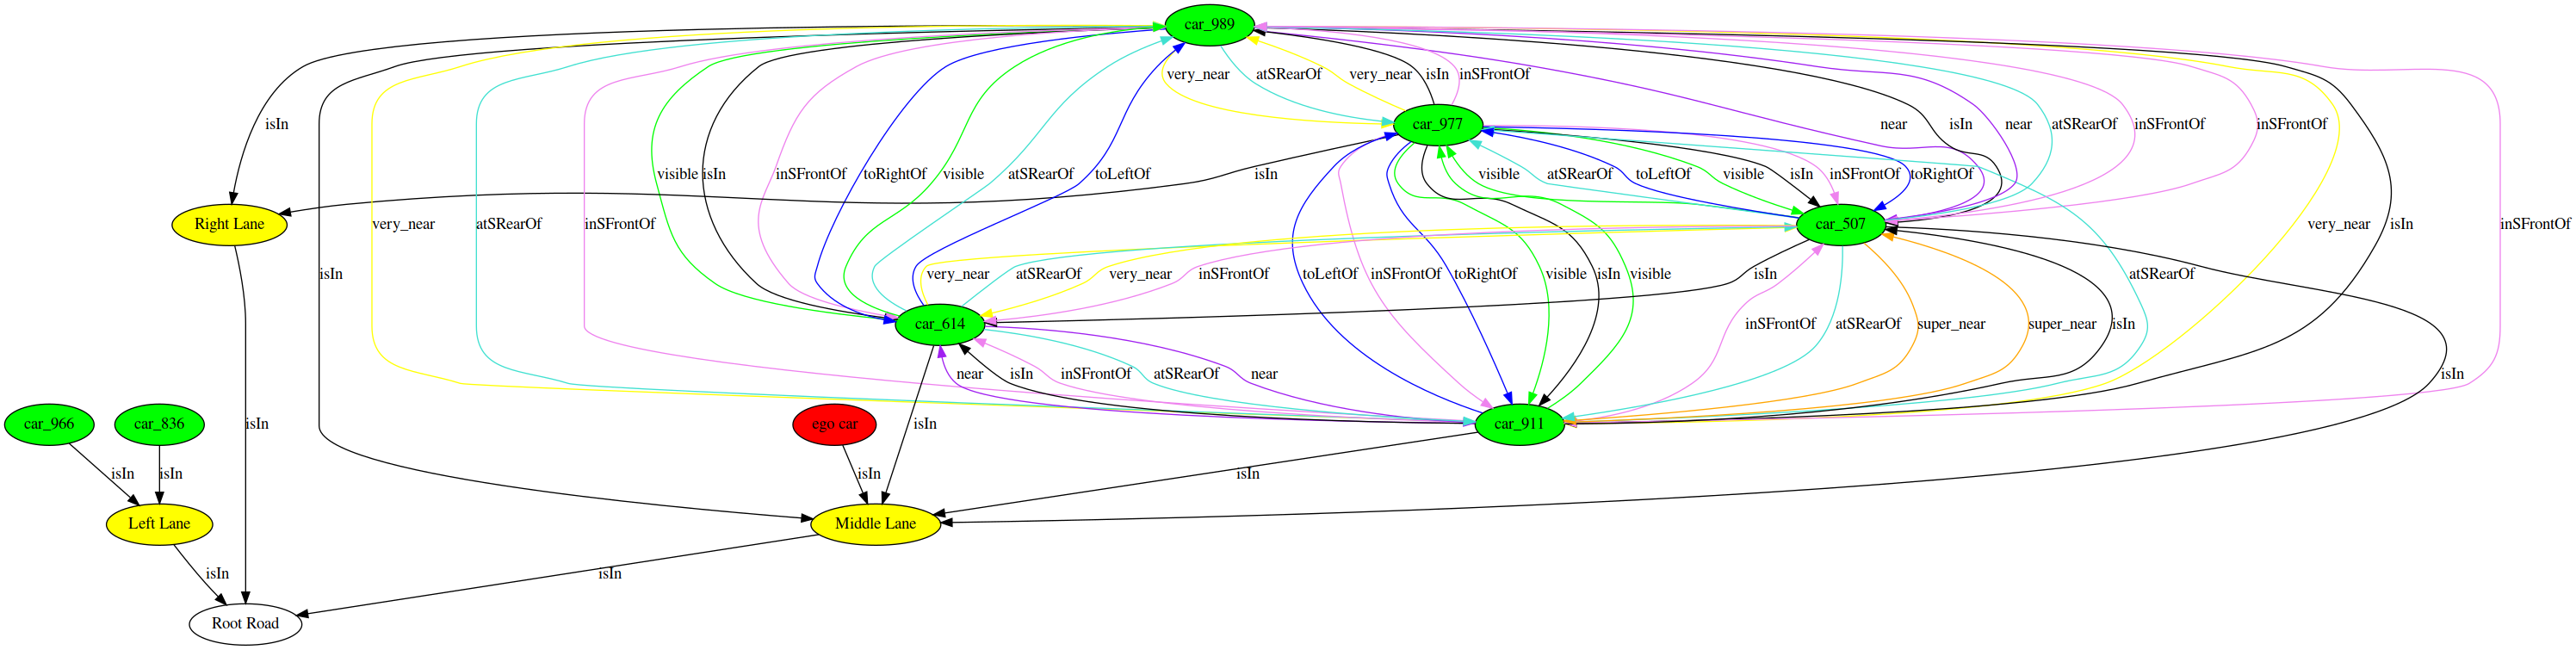 car_989
very_near atSRearOf very_near isIn inSFrontOf
isIn car_977 near isIn near atSRearOf inSFrontOf inSFrontOf
visible isIn inSFrontOf toRightOf visible atSRearOf toLeftOf isIn visible atSRearOf toLeftOf visible isIn inSFrontOf toRightOf
Right Lane very_near atSRearOf inSFrontOf car_507 very_near isIn inSFrontOf
isIn very_near atSRearOf very_near inSFrontOf toLeftOf inSFrontOf toRightOf visible isIn visible isIn atSRearOf
car_614 inSFrontOf atSRearOf super_near super_near isIn
near isIn inSFrontOf atSRearOf near isIn
car_966 car_836 isIn ego car isIn car_911
isIn isIn isIn isIn
Left Lane Middle Lane
isIn isIn
Root Road